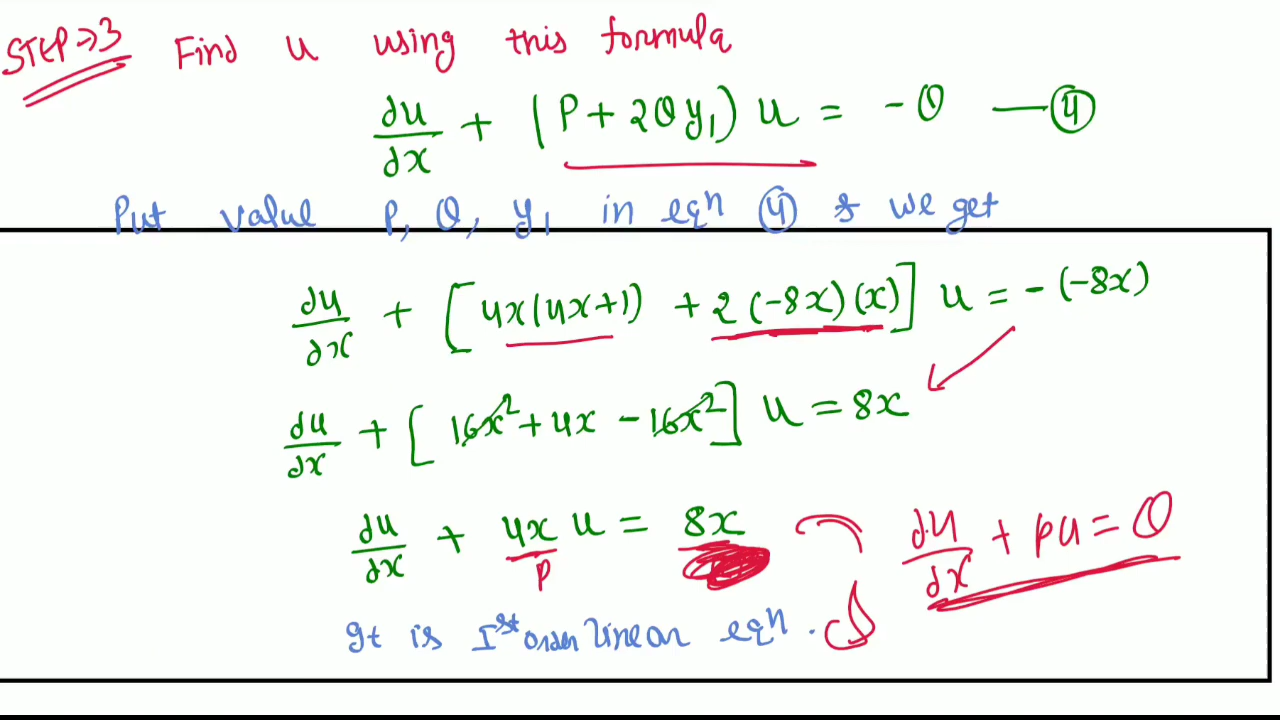 STEP⇒3 Find u using this formula
du/dx + (P + 2Qy₁) u = -Q — ④
Put value P, Q, y₁ in eqn ④ & we get
du/dx + [4x(4x+1) + 2(-8x)(x)] u = -(-8x)
du/dx + [16x² + 4x - 16x²] u = 8x
du/dx + 4x u = 8x
P
du/dx + Pu = Q
It is Ist order linear eqn.